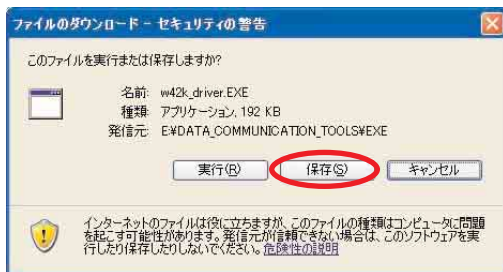 ファイルのダウンロード - セキュリティの警告
このファイルを実行または保存しますか?
名前: w42k_driver.EXE
種類: アプリケーション, 192 KB
発信元: E:¥DATA_COMMUNICATION_TOOLS¥EXE
実行(R) 保存(S) キャンセル
インターネットのファイルは役に立ちますが、このファイルの種類はコンピュータに問題
を起こす可能性があります。発信元が信頼できない場合は、このソフトウェアを実
行したり保存したりしないでください。危険性の説明